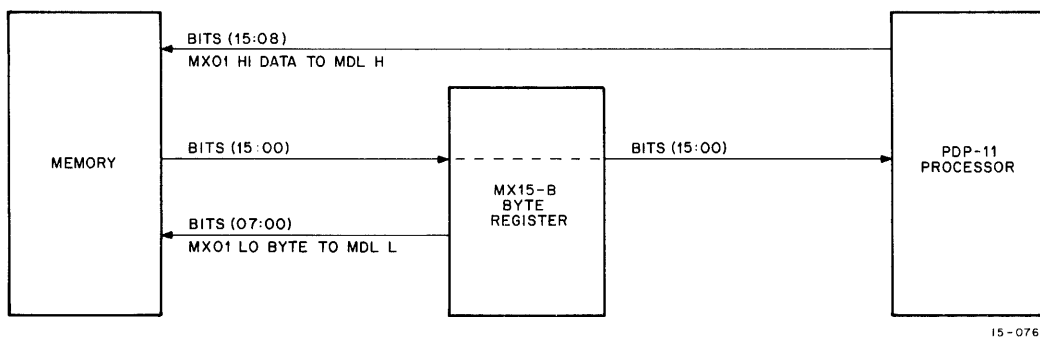 BITS (15:08)
MX01 HI DATA TO MDL H
MEMORY
BITS (15:00)
BITS (15:00)
PDP-11
PROCESSOR
MX15-B
BYTE
REGISTER
BITS (07:00)
MX01 LO BYTE TO MDL L
15-076